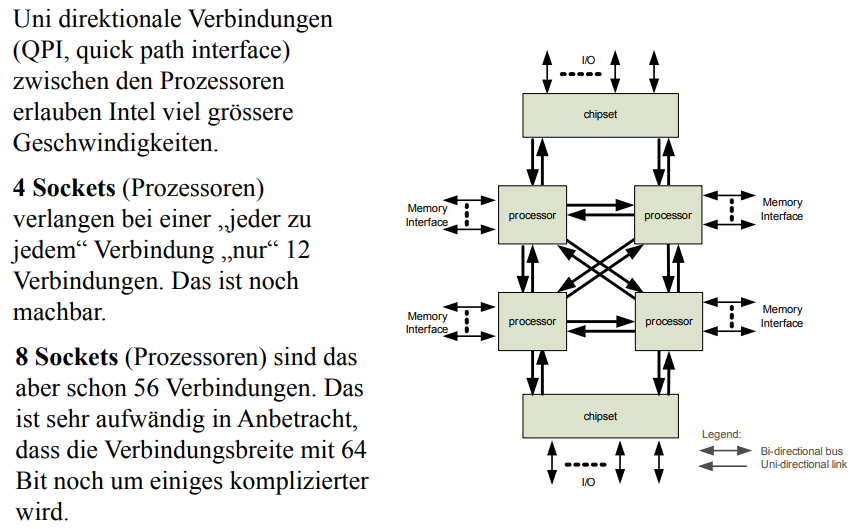 Uni direktionale Verbindungen
(QPI, quick path interface)
zwischen den Prozessoren
erlauben Intel viel grössere
Geschwindigkeiten.
4 Sockets (Prozessoren)
verlangen bei einer „jeder zu
jedem“ Verbindung „nur“ 12
Verbindungen. Das ist noch
machbar.
8 Sockets (Prozessoren) sind das
aber schon 56 Verbindungen. Das
ist sehr aufwändig in Anbetracht,
dass die Verbindungsbreite mit 64
Bit noch um einiges komplizierter
wird.
I/O
chipset
Memory
Interface
processor
processor
Memory
Interface
Memory
Interface
processor
processor
Memory
Interface
chipset
I/O
Legend:
Bi-directional bus
Uni-directional link